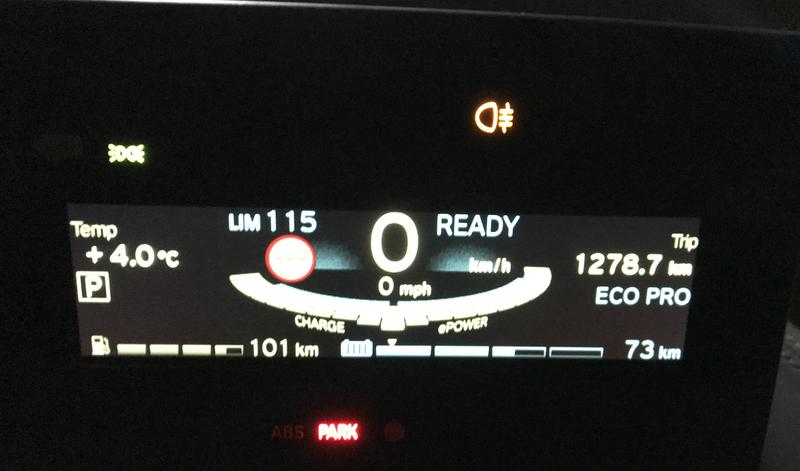 Temp
LIM 115
0
READY
Trip
+ 4.0°C
km/h
1278.7 km
P
0 mph
ECO PRO
CHARGE
ePOWER
101 km
73 km
ABS
PARK